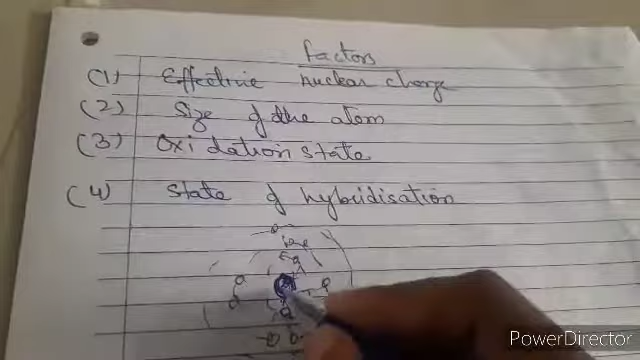 Factors
(1) Effective nuclear charge
(2) Size of the atom
(3) Oxidation state
(4) State of hybridisation
PowerDirector